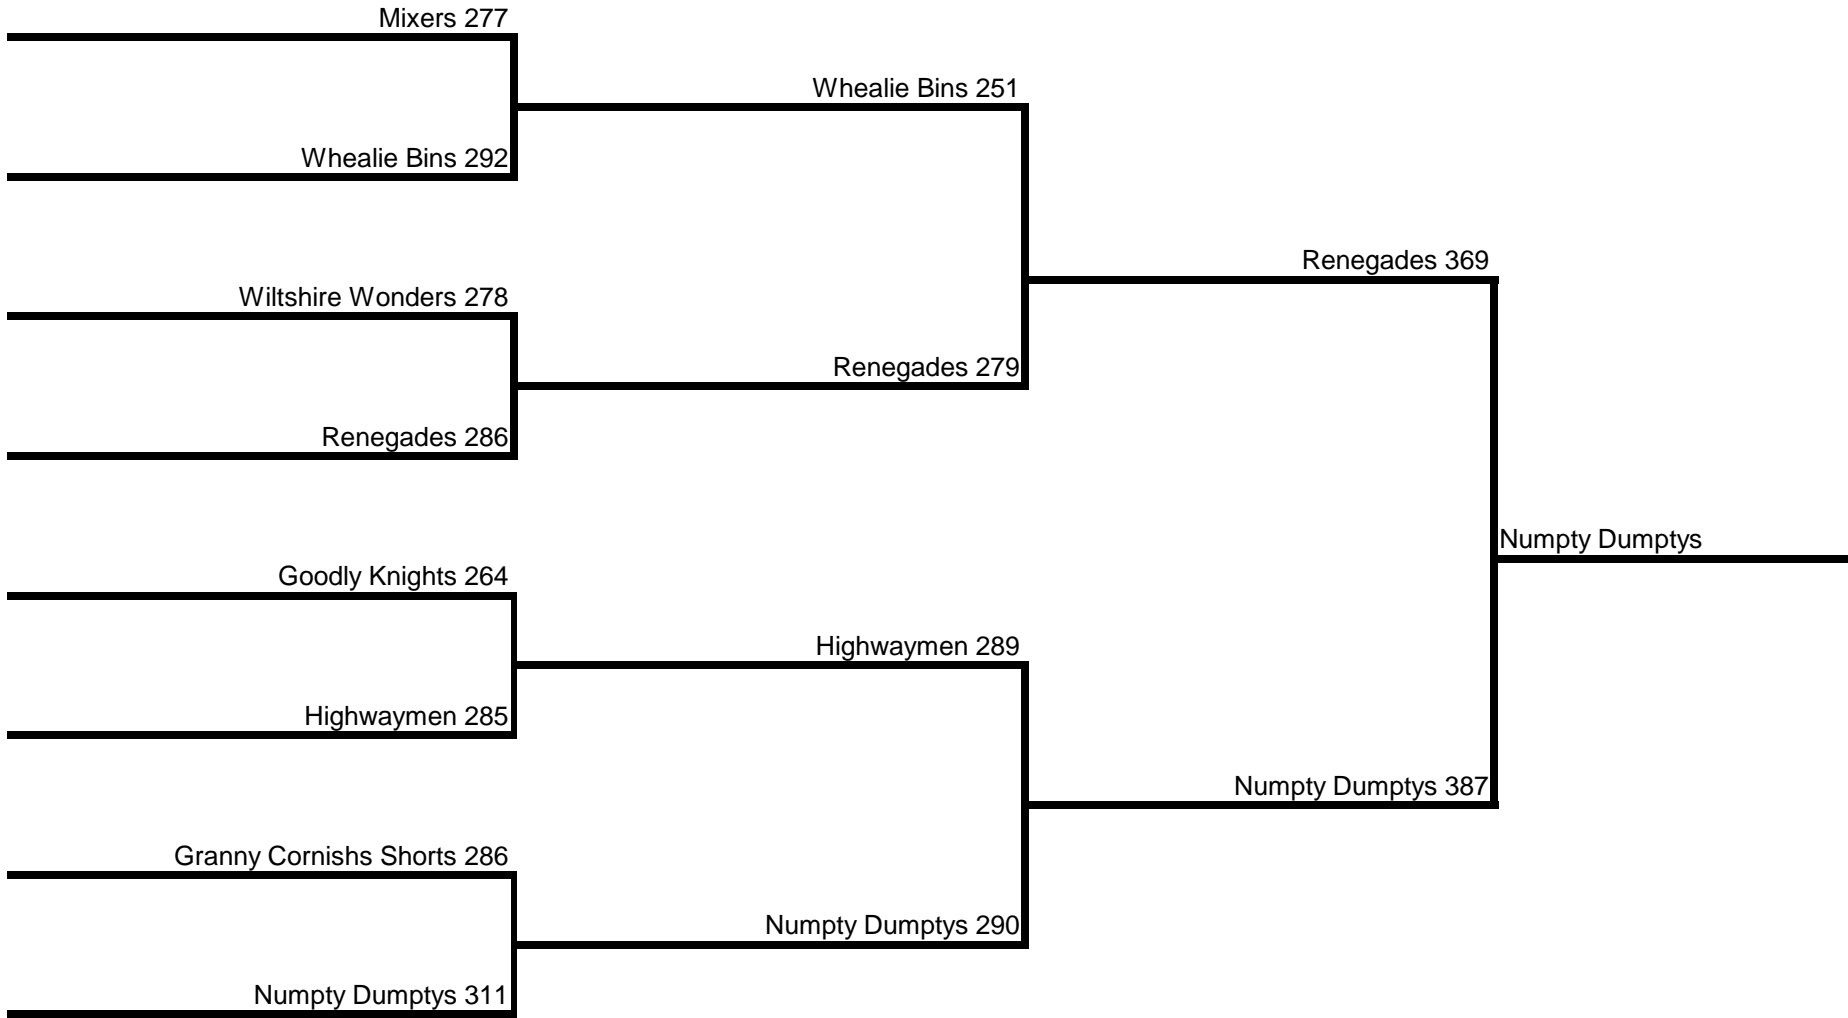 Mixers 277
Whealie Bins 251
Whealie Bins 292
Renegades 369
Wiltshire Wonders 278
Renegades 279
Renegades 286
Numpty Dumptys
Goodly Knights 264
Highwaymen 289
Highwaymen 285
Numpty Dumptys 387
Granny Cornishs Shorts 286
Numpty Dumptys 290
Numpty Dumptys 311